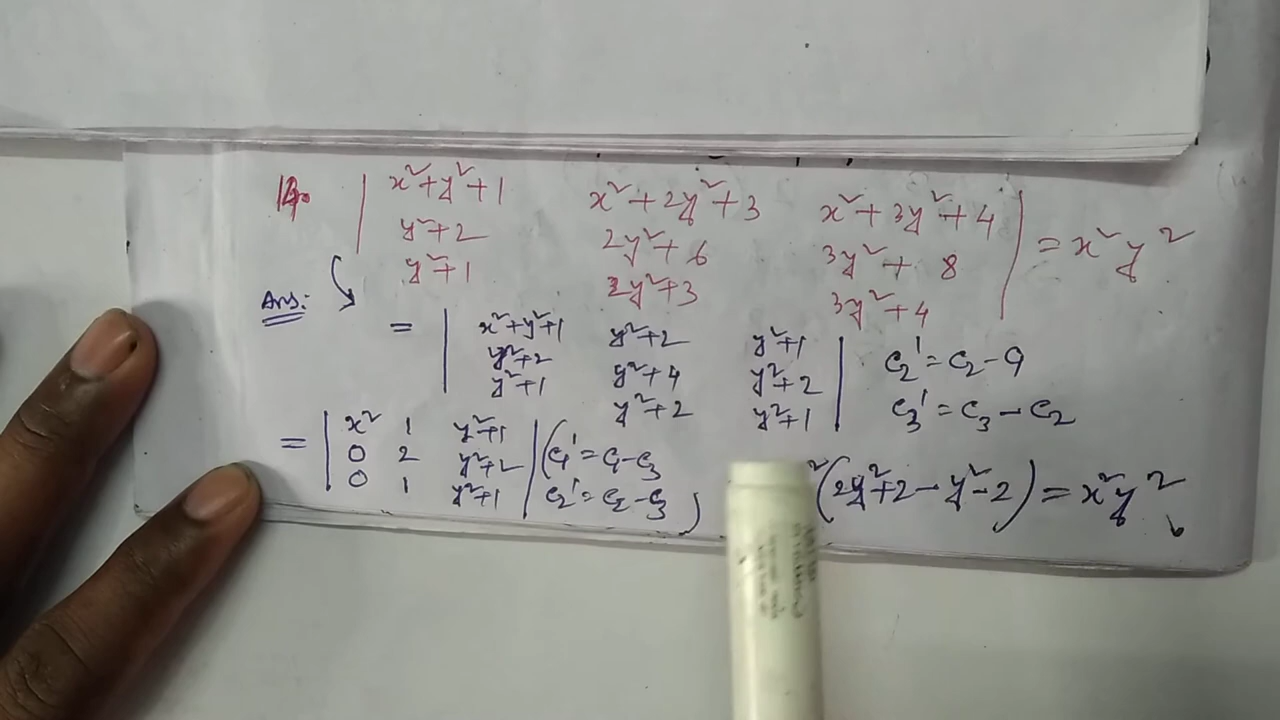 14. | x²+y²+1 x²+2y²+3 x²+3y²+4 | = x²y²
y²+2 2y²+6 3y²+8
y²+1 2y²+3 3y²+4
Ans:
= | x²+y²+1 y²+2 y²+1 | c₂' = c₂-c₁
y²+2 y²+4 y²+2 c₃' = c₃-c₂
y²+1 y²+2 y²+1
= | x² 1 y²+1 | (c₁' = c₁-c₃
0 2 y²+2 c₂' = c₂-c₃)
0 1 y²+1
²(2y²+2-y²-2) = x²y²